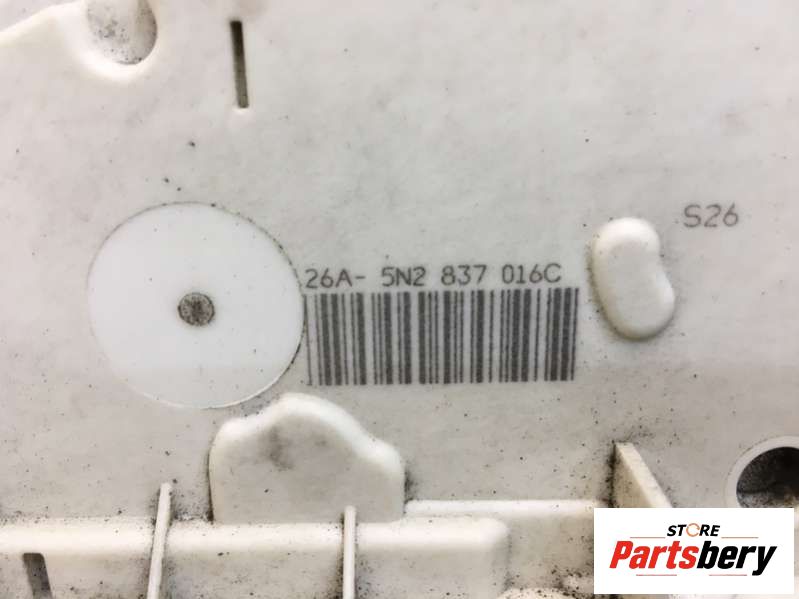 S26
26A- 5N2 837 016C
STORE
Partsbery